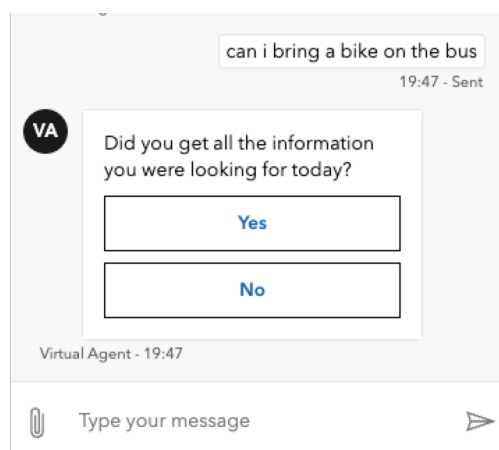 can i bring a bike on the bus
19:47 - Sent
VA
Did you get all the information
you were looking for today?
Yes
No
Virtual Agent - 19:47
Type your message